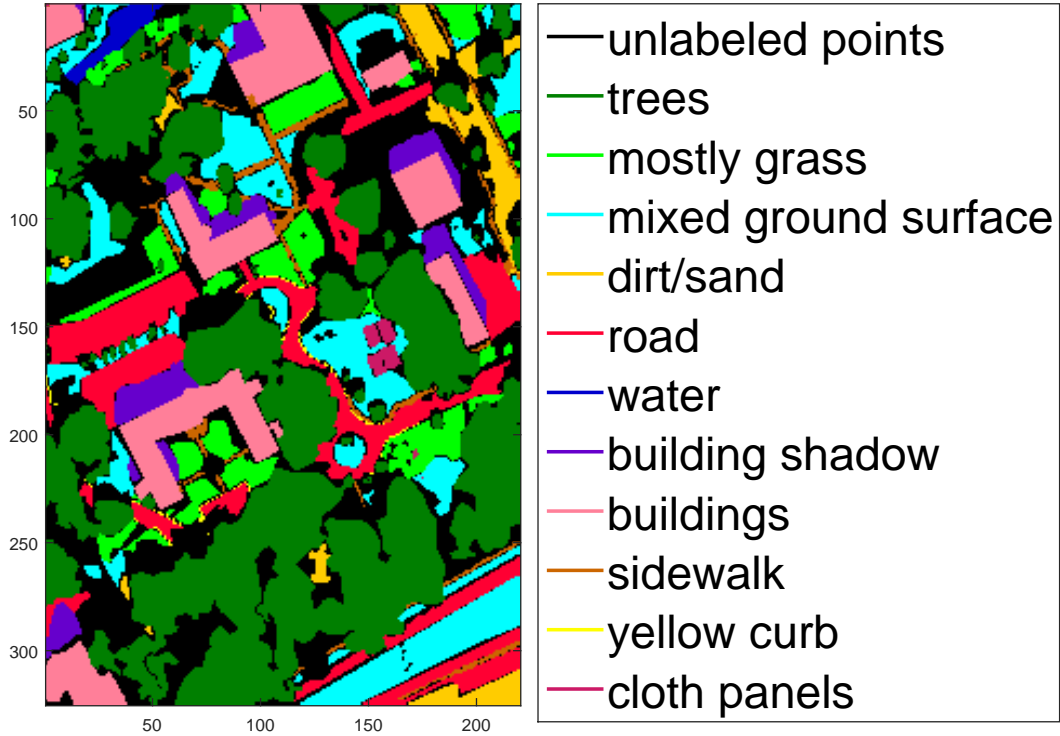 unlabeled points
trees
mostly grass
mixed ground surface
dirt/sand
road
water
building shadow
buildings
sidewalk
yellow curb
cloth panels
50
100
150
200
250
300
50
100
150
200